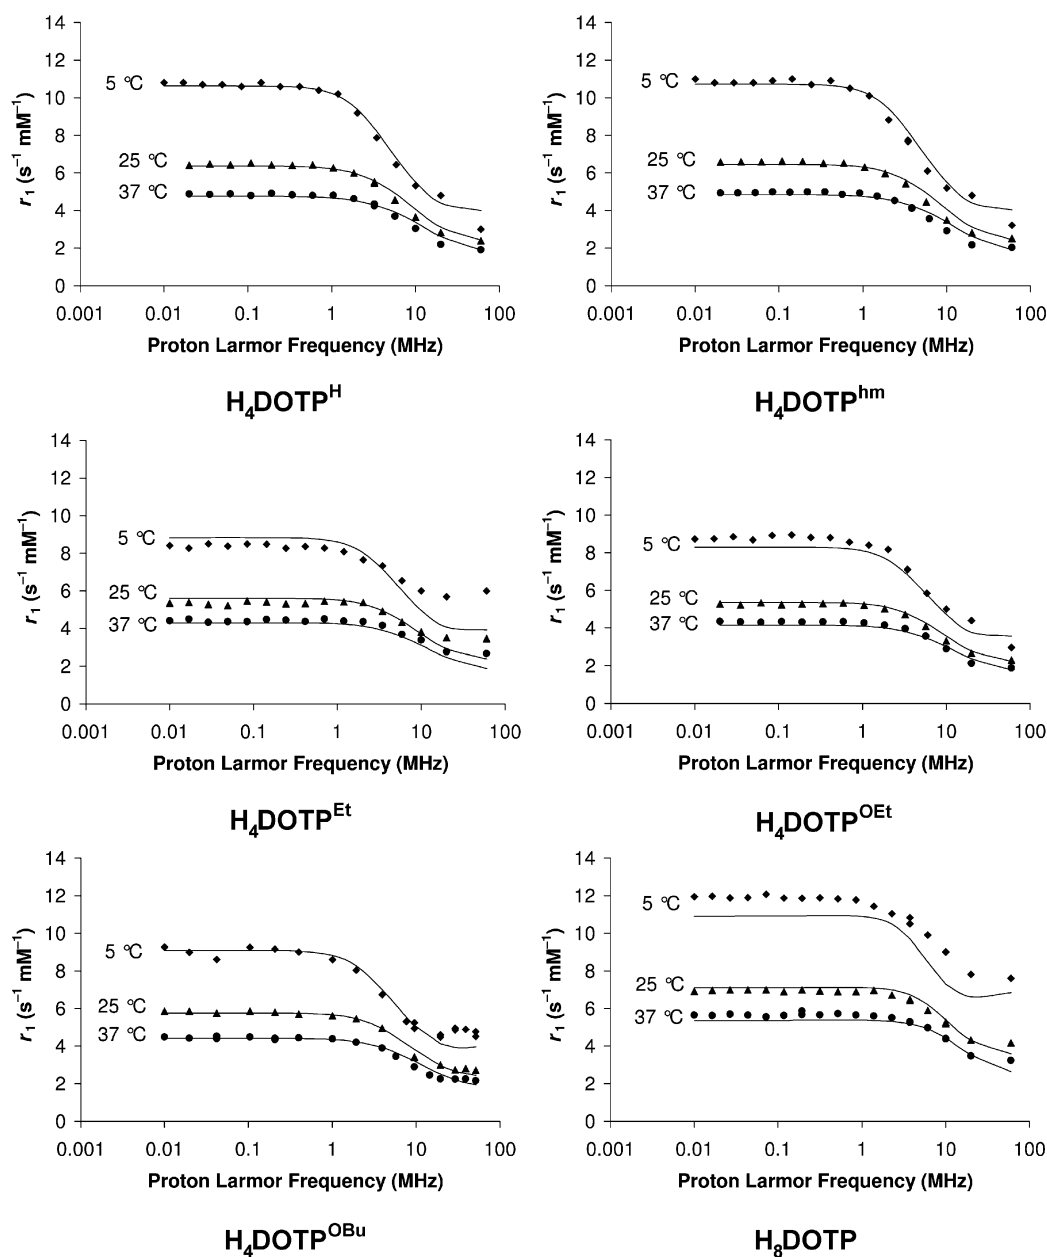 14
12
10
8
6
4
2
0
r₁ (s⁻¹ mM⁻¹)
5 °C
25 °C
37 °C
0.001 0.01 0.1 1 10 100
Proton Larmor Frequency (MHz)
H₄DOTPᴴ
14
12
10
8
6
4
2
0
r₁ (s⁻¹ mM⁻¹)
5 °C
25 °C
37 °C
0.001 0.01 0.1 1 10 100
Proton Larmor Frequency (MHz)
H₄DOTPʰᵐ
14
12
10
8
6
4
2
0
r₁ (s⁻¹ mM⁻¹)
5 °C
25 °C
37 °C
0.001 0.01 0.1 1 10 100
Proton Larmor Frequency (MHz)
H₄DOTPᴱᵗ
14
12
10
8
6
4
2
0
r₁ (s⁻¹ mM⁻¹)
5 °C
25 °C
37 °C
0.001 0.01 0.1 1 10 100
Proton Larmor Frequency (MHz)
H₄DOTPᴼᴱᵗ
14
12
10
8
6
4
2
0
r₁ (s⁻¹ mM⁻¹)
5 °C
25 °C
37 °C
0.001 0.01 0.1 1 10 100
Proton Larmor Frequency (MHz)
H₄DOTPᴼᴮᵘ
14
12
10
8
6
4
2
0
r₁ (s⁻¹ mM⁻¹)
5 °C
25 °C
37 °C
0.001 0.01 0.1 1 10 100
Proton Larmor Frequency (MHz)
H₈DOTP